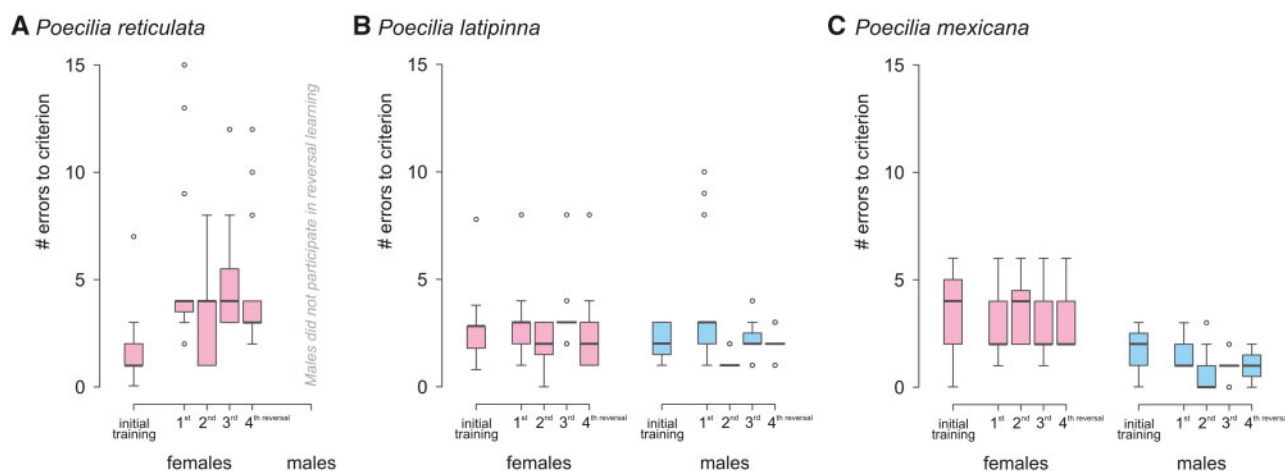 A Poecilia reticulata
15
10
5
0
# errors to criterion
Males did not participate in reversal learning
initial training
1st 2nd 3rd 4th reversal
females males
B Poecilia latipinna
15
10
5
0
# errors to criterion
initial training
1st 2nd 3rd 4th reversal
initial training
1st 2nd 3rd 4th reversal
females males
C Poecilia mexicana
15
10
5
0
# errors to criterion
initial training
1st 2nd 3rd 4th reversal
initial training
1st 2nd 3rd 4th reversal
females males